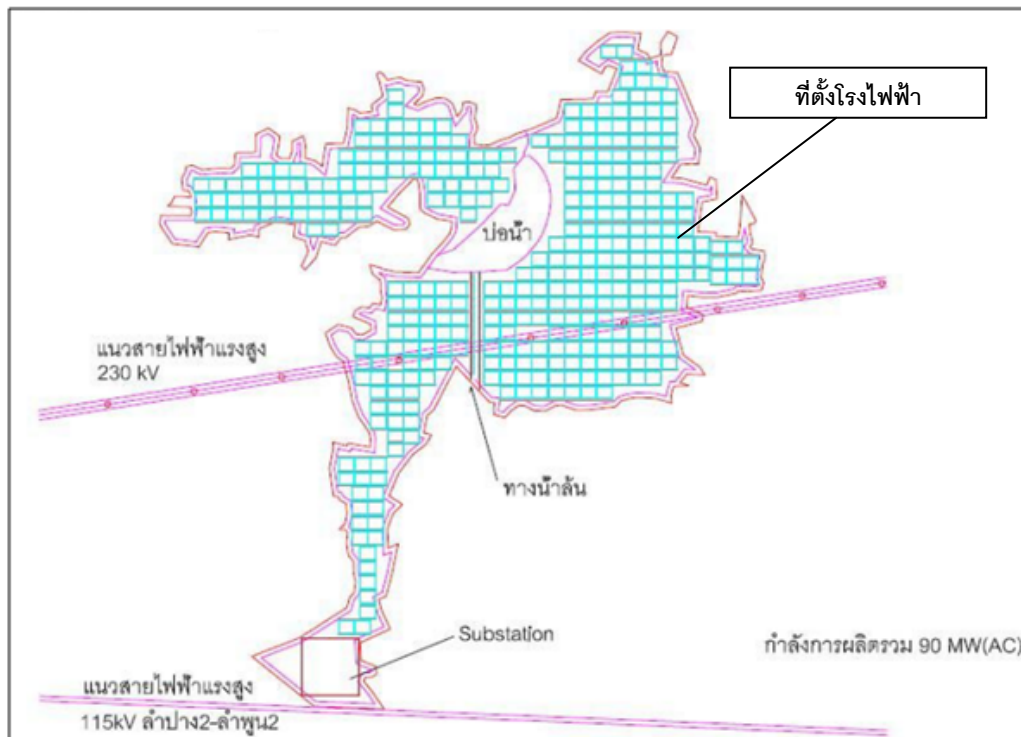 ที่ตั้งโรงไฟฟ้า
บ่อน้ำ
แนวสายไฟฟ้าแรงสูง
230 kV
ทางน้ำล้น
Substation
กำลังการผลิตรวม 90 MW(AC)
แนวสายไฟฟ้าแรงสูง
115kV ลำปาง2-ลำพูน2